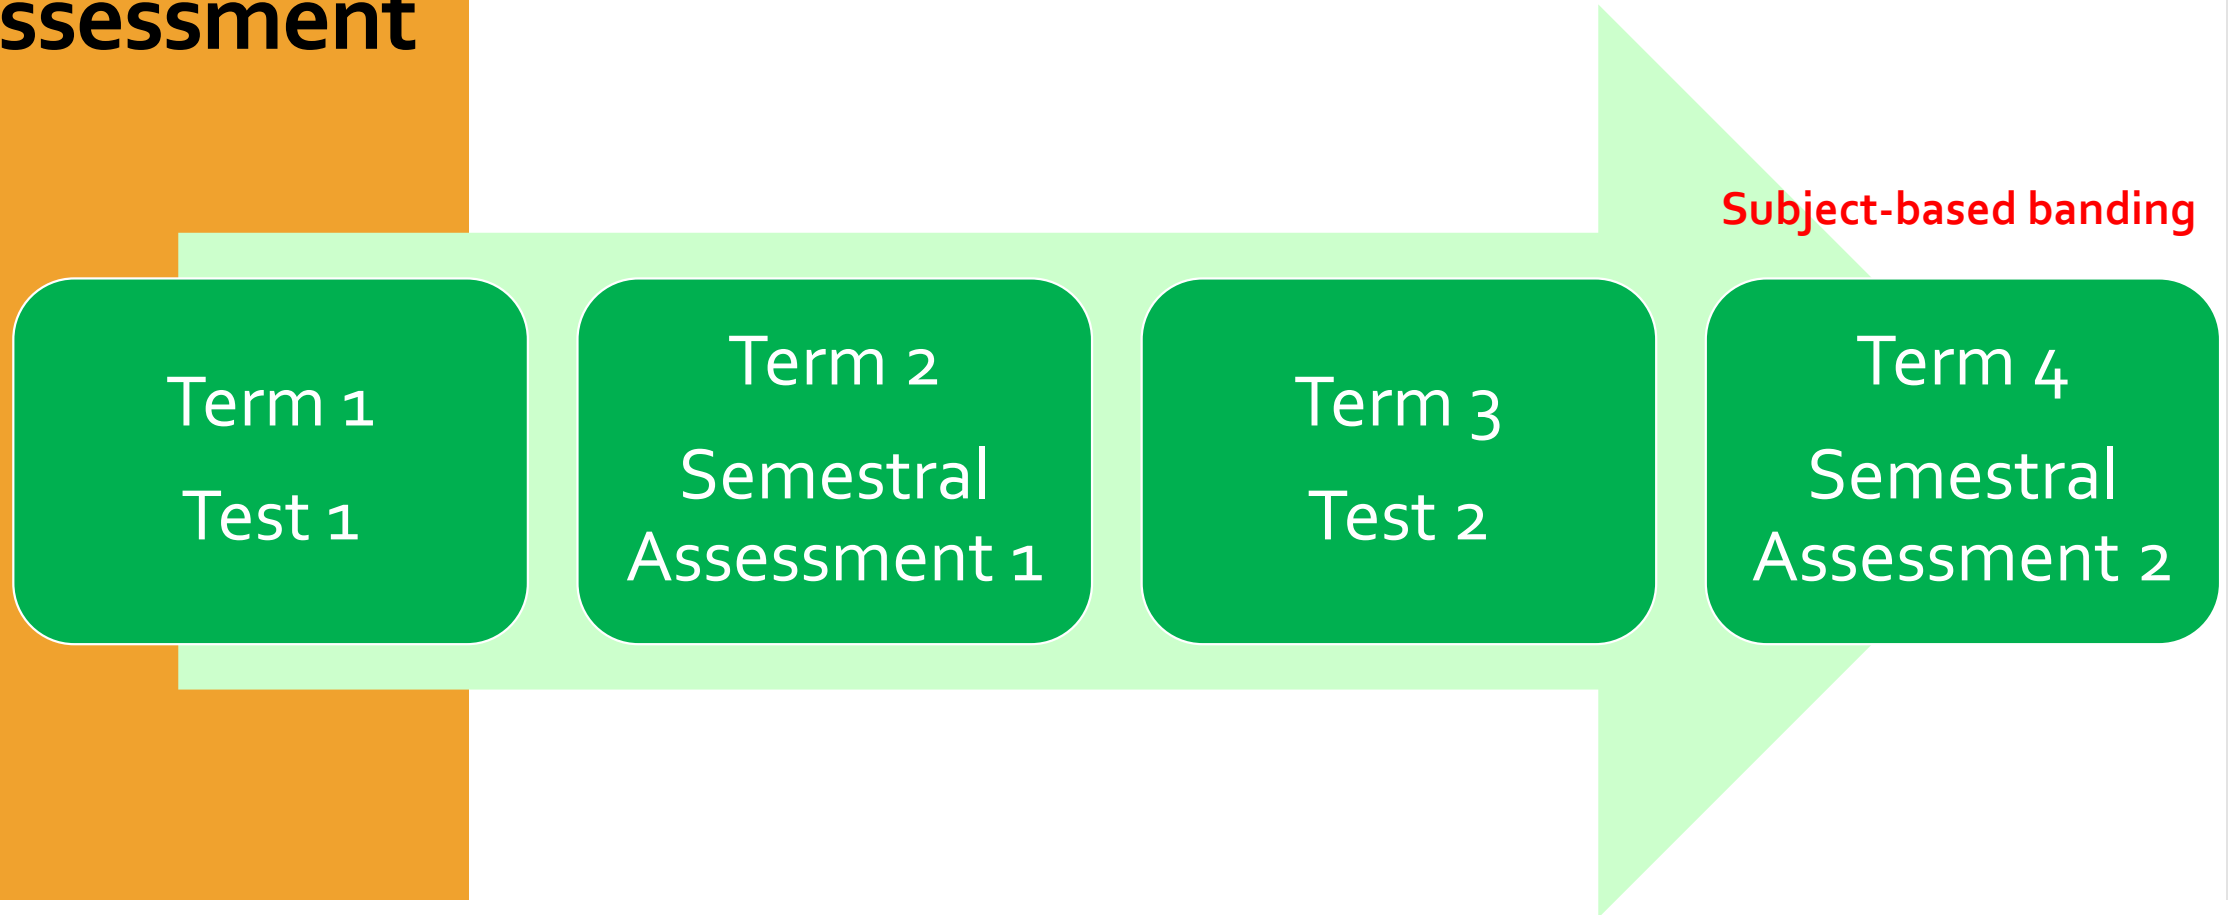 ssessment
Subject-based banding
Term 1
Test 1
Term 2
Semestral
Assessment 1
Term 3
Test 2
Term 4
Semestral
Assessment 2